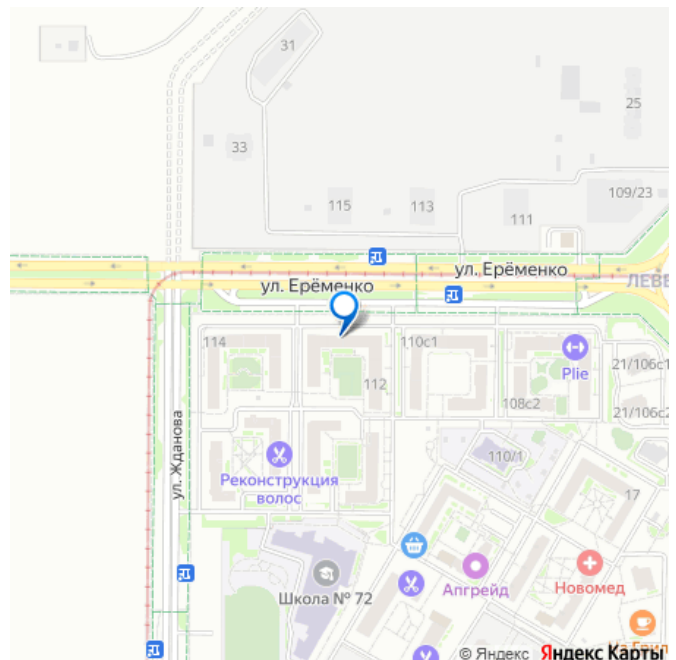 31
25
33
115
113
111
109/23
ул. Ерёменко
ул. Ерёменко
ЛЕВЕ
114
110с1
Plie
112
21/106с1
108с2
21/106с2
ул. Жданова
Реконструкция
волос
110/1
17
Школа № 72
Апгрейд
Новомед
© Яндекс Яндекс Карты